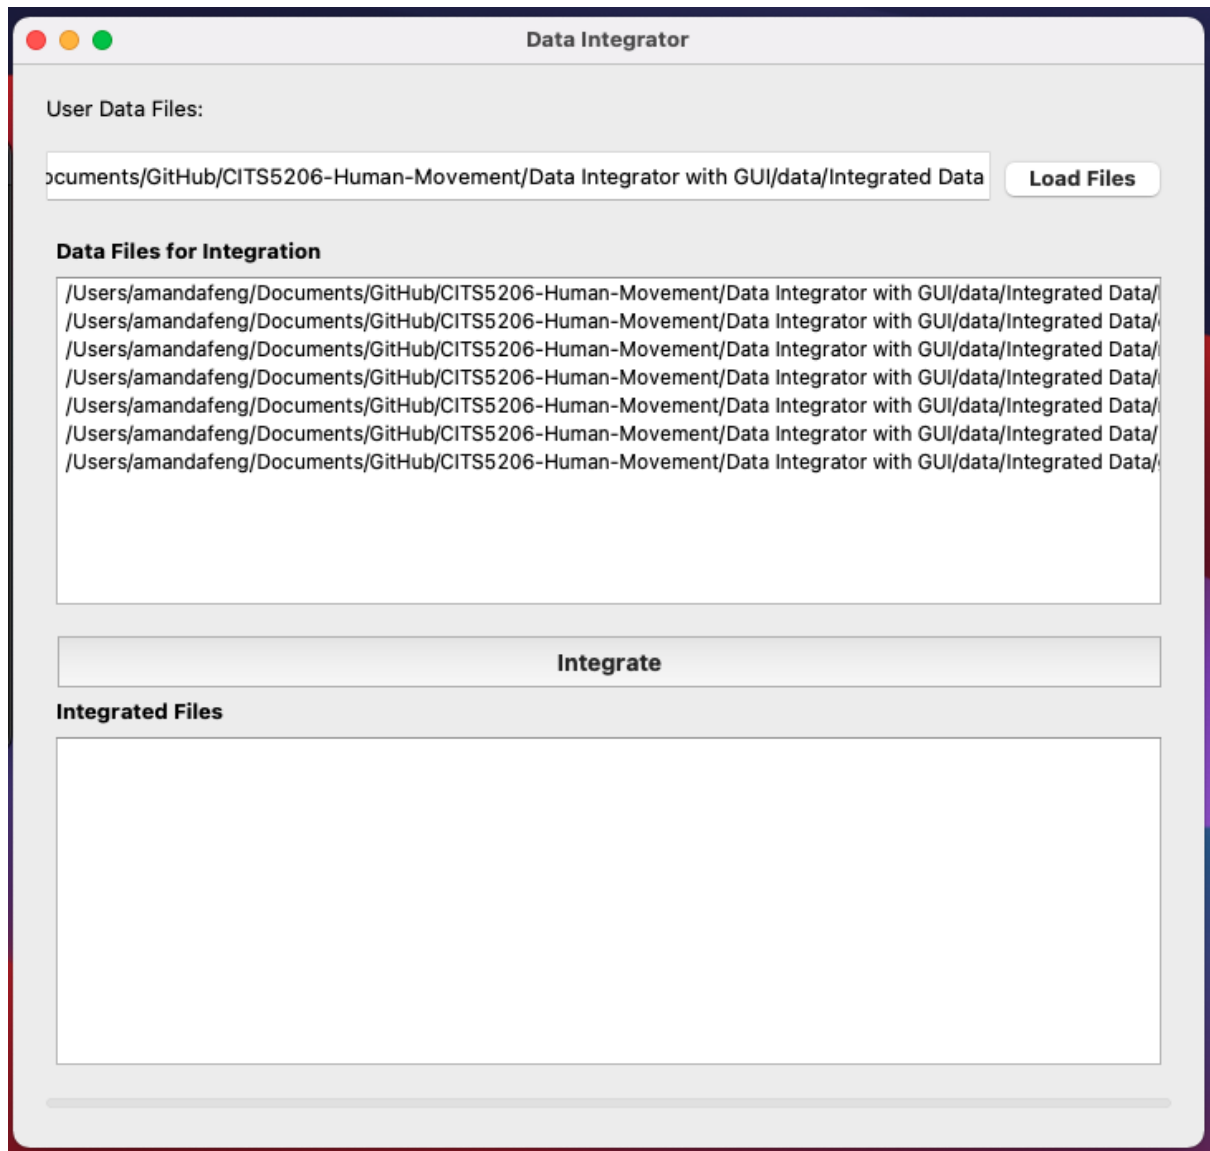 Data Integrator
User Data Files:
ocuments/GitHub/CITS5206-Human-Movement/Data Integrator with GUI/data/Integrated Data
Load Files
Data Files for Integration
/Users/amandafeng/Documents/GitHub/CITS5206-Human-Movement/Data Integrator with GUI/data/Integrated Data/
/Users/amandafeng/Documents/GitHub/CITS5206-Human-Movement/Data Integrator with GUI/data/Integrated Data/
/Users/amandafeng/Documents/GitHub/CITS5206-Human-Movement/Data Integrator with GUI/data/Integrated Data/
/Users/amandafeng/Documents/GitHub/CITS5206-Human-Movement/Data Integrator with GUI/data/Integrated Data/
/Users/amandafeng/Documents/GitHub/CITS5206-Human-Movement/Data Integrator with GUI/data/Integrated Data/
/Users/amandafeng/Documents/GitHub/CITS5206-Human-Movement/Data Integrator with GUI/data/Integrated Data/
/Users/amandafeng/Documents/GitHub/CITS5206-Human-Movement/Data Integrator with GUI/data/Integrated Data/
Integrate
Integrated Files